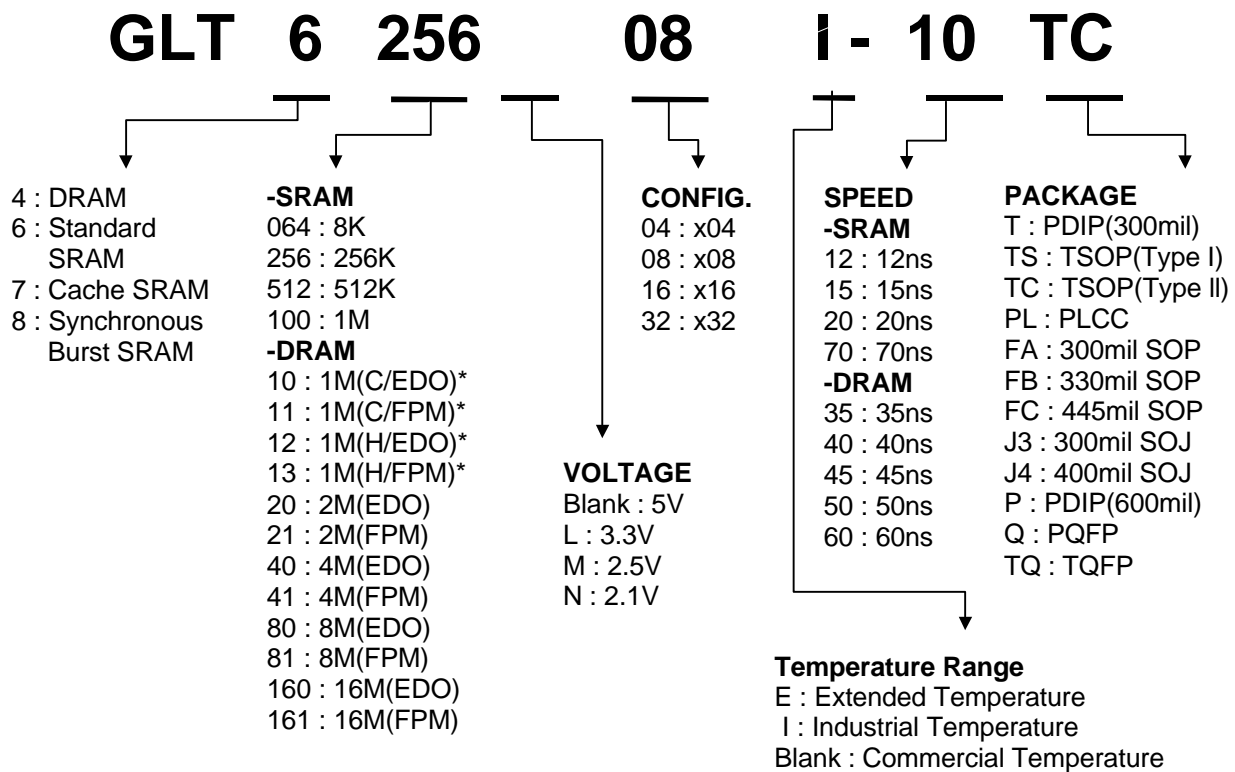 GLT 6 256 08 I - 10 TC
4 : DRAM
6 : Standard
SRAM
7 : Cache SRAM
8 : Synchronous
Burst SRAM
-SRAM
064 : 8K
256 : 256K
512 : 512K
100 : 1M
-DRAM
10 : 1M(C/EDO)*
11 : 1M(C/FPM)*
12 : 1M(H/EDO)*
13 : 1M(H/FPM)*
20 : 2M(EDO)
21 : 2M(FPM)
40 : 4M(EDO)
41 : 4M(FPM)
80 : 8M(EDO)
81 : 8M(FPM)
160 : 16M(EDO)
161 : 16M(FPM)
VOLTAGE
Blank : 5V
L : 3.3V
M : 2.5V
N : 2.1V
CONFIG.
04 : x04
08 : x08
16 : x16
32 : x32
SPEED
-SRAM
12 : 12ns
15 : 15ns
20 : 20ns
70 : 70ns
-DRAM
35 : 35ns
40 : 40ns
45 : 45ns
50 : 50ns
60 : 60ns
PACKAGE
T : PDIP(300mil)
TS : TSOP(Type I)
TC : TSOP(Type ll)
PL : PLCC
FA : 300mil SOP
FB : 330mil SOP
FC : 445mil SOP
J3 : 300mil SOJ
J4 : 400mil SOJ
P : PDIP(600mil)
Q : PQFP
TQ : TQFP
Temperature Range
E : Extended Temperature
I : Industrial Temperature
Blank : Commercial Temperature